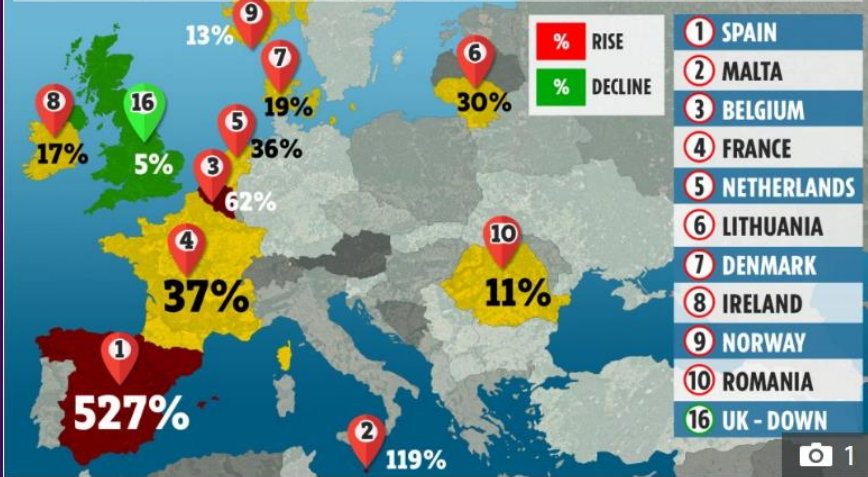 9
13%
7
19%
6
30%
8
17%
16
5%
5
36%
3
62%
4
37%
10
11%
1
527%
2
119%
% RISE
% DECLINE
1 SPAIN
2 MALTA
3 BELGIUM
4 FRANCE
5 NETHERLANDS
6 LITHUANIA
7 DENMARK
8 IRELAND
9 NORWAY
10 ROMANIA
16 UK - DOWN
1